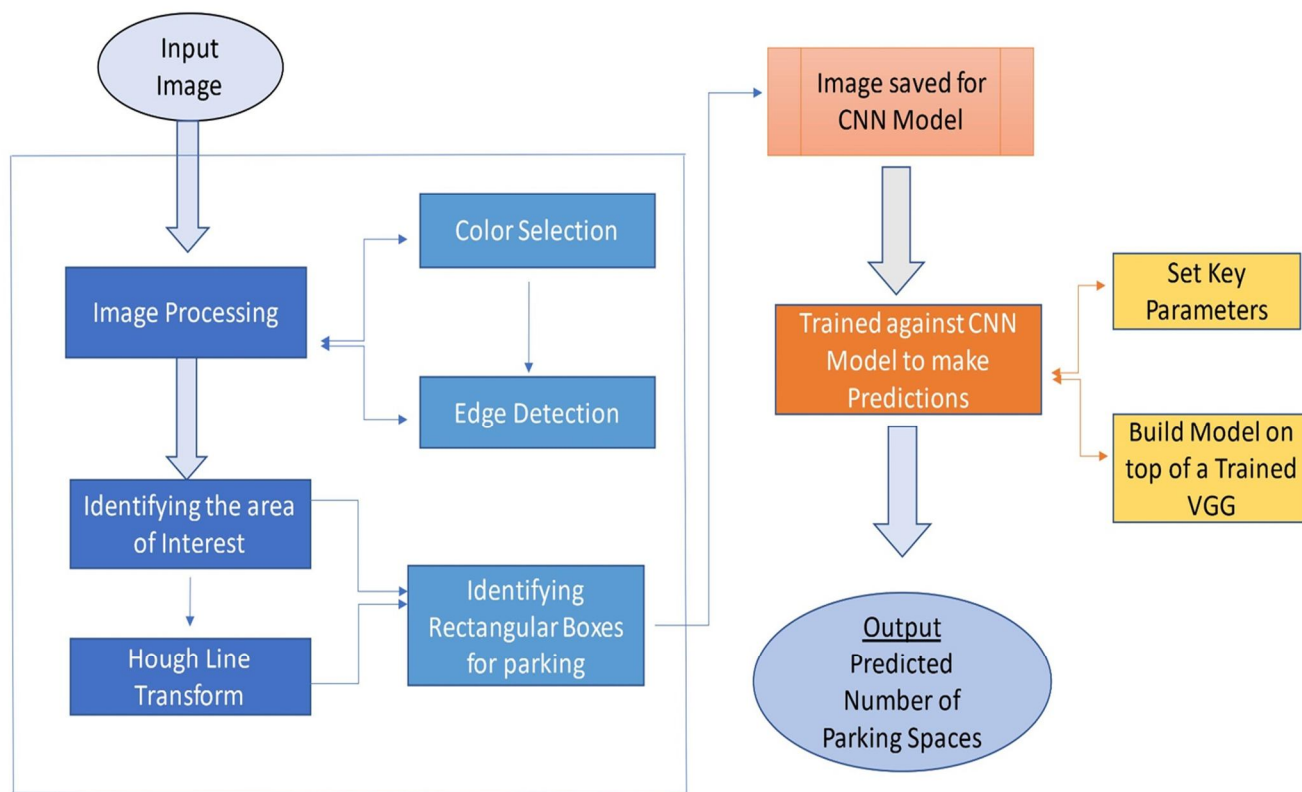 Input
Image
Image Processing
Color Selection
Edge Detection
Identifying the area
of Interest
Hough Line
Transform
Identifying
Rectangular Boxes
for parking
Image saved for
CNN Model
Trained against CNN
Model to make
Predictions
Set Key
Parameters
Build Model on
top of a Trained
VGG
Output
Predicted
Number of
Parking Spaces